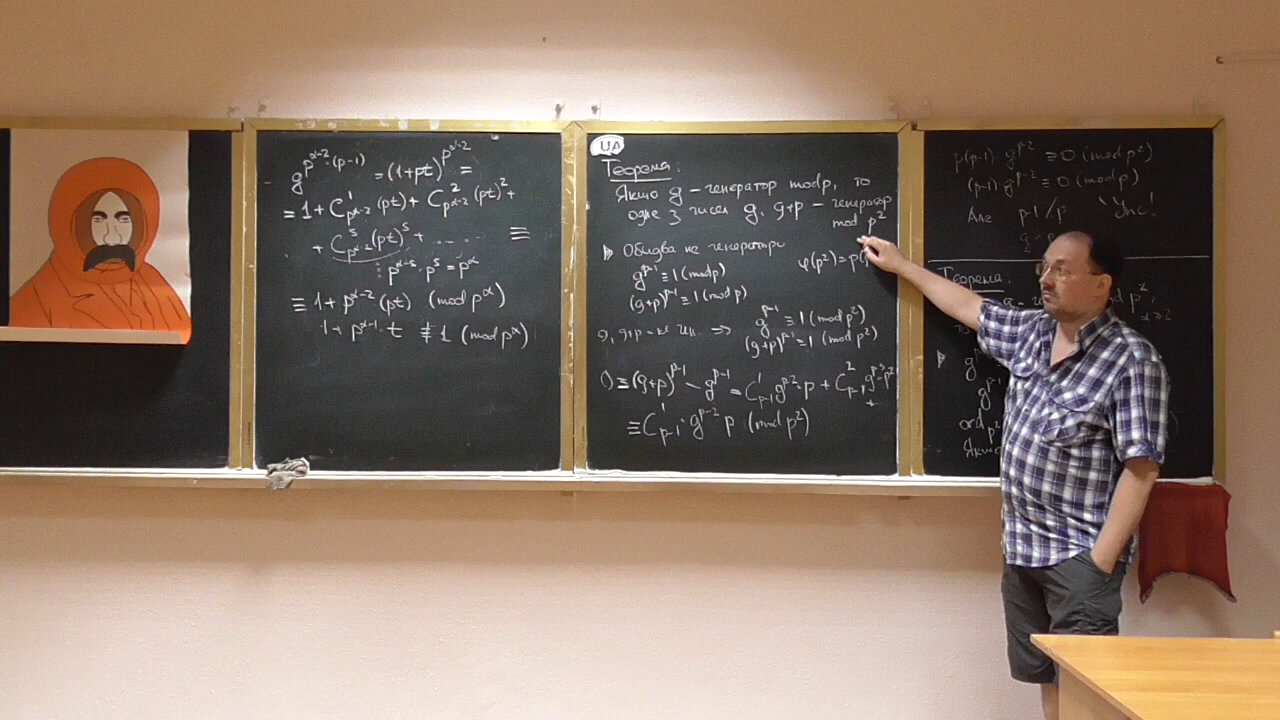 g^{p^{α-2}·(p-1)} = (1+pt)^{p^{α-2}} =
= 1 + C^1_{p^{α-2}} (pt) + C^2_{p^{α-2}} (pt)^2 +
+ C^s_{p^{α-2}} (pt)^s + ...... ≡
⋮ p^{α-s} · p^s = p^α
≡ 1 + p^{α-2} (pt) (mod p^α)
1 + p^{α-1} · t ≢ 1 (mod p^α)
UA
Теорема:
Якщо g – генератор mod p, то
одне з чисел g, g+p – генератор
mod p^2
Обидва не генератори
φ(p^2) = p(
g^{p-1} ≡ 1 (mod p)
(g+p)^{p-1} ≡ 1 (mod p)
g, g+p – не ген. ⇒ g^{p-1} ≡ 1 (mod p^2)
(g+p)^{p-1} ≡ 1 (mod p^2)
0 ≡ (g+p)^{p-1} – g^{p-1} = C^1_{p-1} g^{p-2} · p + C^2_{p-1} g^{p-3} · p^2
+...
≡ C^1_{p-1} · g^{p-2} p (mod p^2)
p(p-1) · g^{p-2} ≡ 0 (mod p^2)
(p-1) g^{p-2} ≡ 0 (mod p)
Але p-1 ̸⋮ p Упс!
Теорема:
g
ord_{p^2}
Якщо